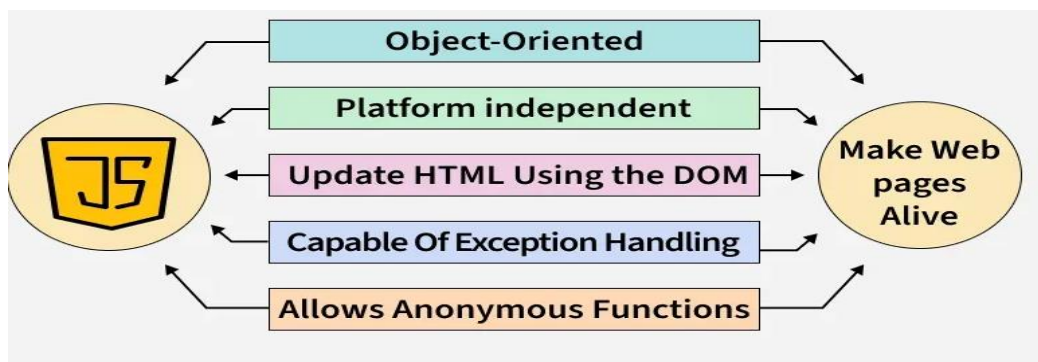 Object-Oriented
Platform independent
JS
Update HTML Using the DOM
Make Web
pages
Alive
Capable Of Exception Handling
Allows Anonymous Functions